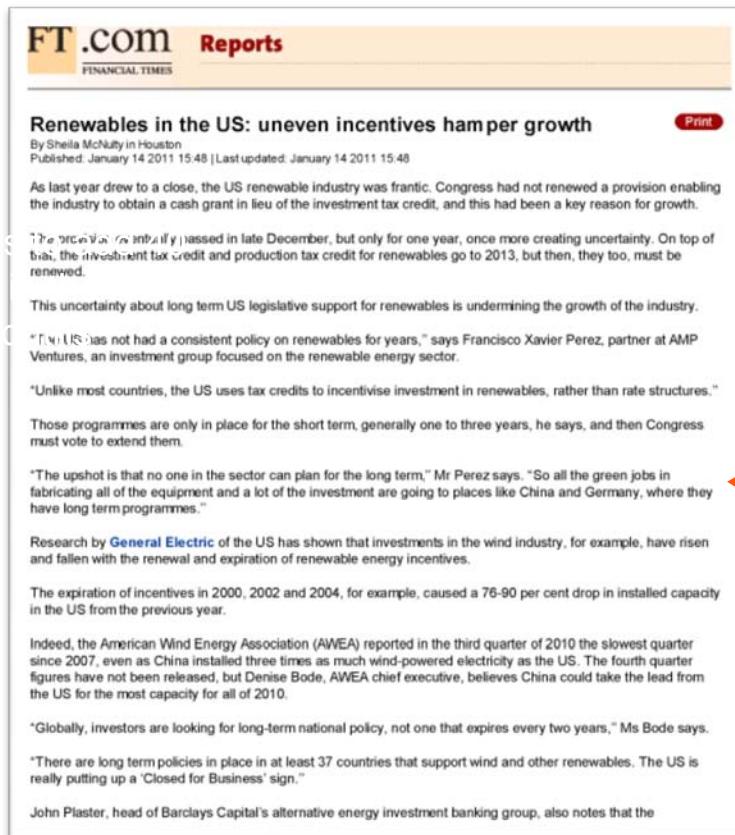 FT.com
FINANCIAL TIMES
Reports
Renewables in the US: uneven incentives hamper growth
Print
By Sheila McNulty in Houston
Published: January 14 2011 15:48 | Last updated: January 14 2011 15:48
As last year drew to a close, the US renewable industry was frantic. Congress had not renewed a provision enabling
the industry to obtain a cash grant in lieu of the investment tax credit, and this had been a key reason for growth.
passed in late December, but only for one year, once more creating uncertainty. On top of
that, the investment tax credit and production tax credit for renewables go to 2013, but then, they too, must be
renewed.
This uncertainty about long term US legislative support for renewables is undermining the growth of the industry.
has not had a consistent policy on renewables for years,” says Francisco Xavier Perez, partner at AMP
Ventures, an investment group focused on the renewable energy sector.
“Unlike most countries, the US uses tax credits to incentivise investment in renewables, rather than rate structures.”
Those programmes are only in place for the short term, generally one to three years, he says, and then Congress
must vote to extend them.
“The upshot is that no one in the sector can plan for the long term,” Mr Perez says. “So all the green jobs in
fabricating all of the equipment and a lot of the investment are going to places like China and Germany, where they
have long term programmes.”
Research by General Electric of the US has shown that investments in the wind industry, for example, have risen
and fallen with the renewal and expiration of renewable energy incentives.
The expiration of incentives in 2000, 2002 and 2004, for example, caused a 76-90 per cent drop in installed capacity
in the US from the previous year.
Indeed, the American Wind Energy Association (AWEA) reported in the third quarter of 2010 the slowest quarter
since 2007, even as China installed three times as much wind-powered electricity as the US. The fourth quarter
figures have not been released, but Denise Bode, AWEA chief executive, believes China could take the lead from
the US for the most capacity for all of 2010.
“Globally, investors are looking for long-term national policy, not one that expires every two years,” Ms Bode says.
“There are long term policies in place in at least 37 countries that support wind and other renewables. The US is
really putting up a ‘Closed for Business’ sign.”
John Plaster, head of Barclays Capital’s alternative energy investment banking group, also notes that the